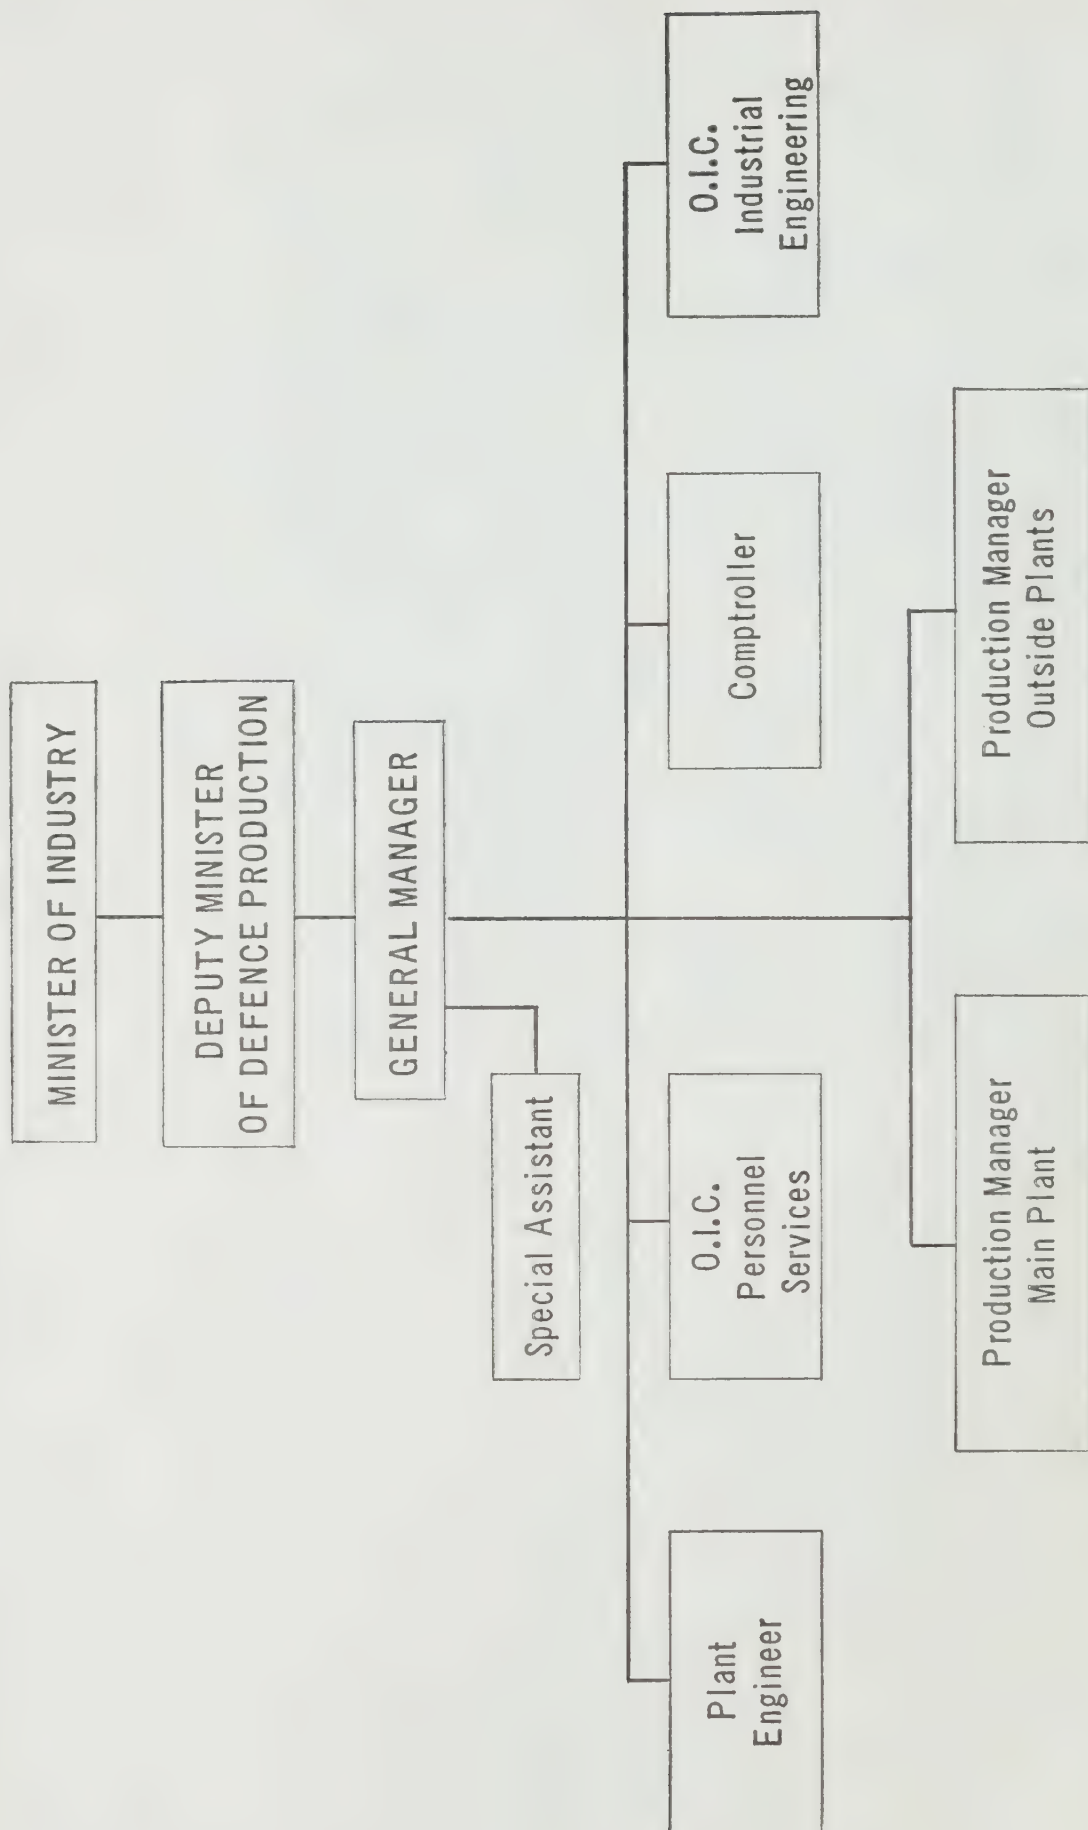 MINISTER OF INDUSTRY
DEPUTY MINISTER
OF DEFENCE PRODUCTION
GENERAL MANAGER
Special Assistant
Plant
Engineer
O.I.C.
Personnel
Services
Comptroller
O.I.C.
Industrial
Engineering
Production Manager
Main Plant
Production Manager
Outside Plants